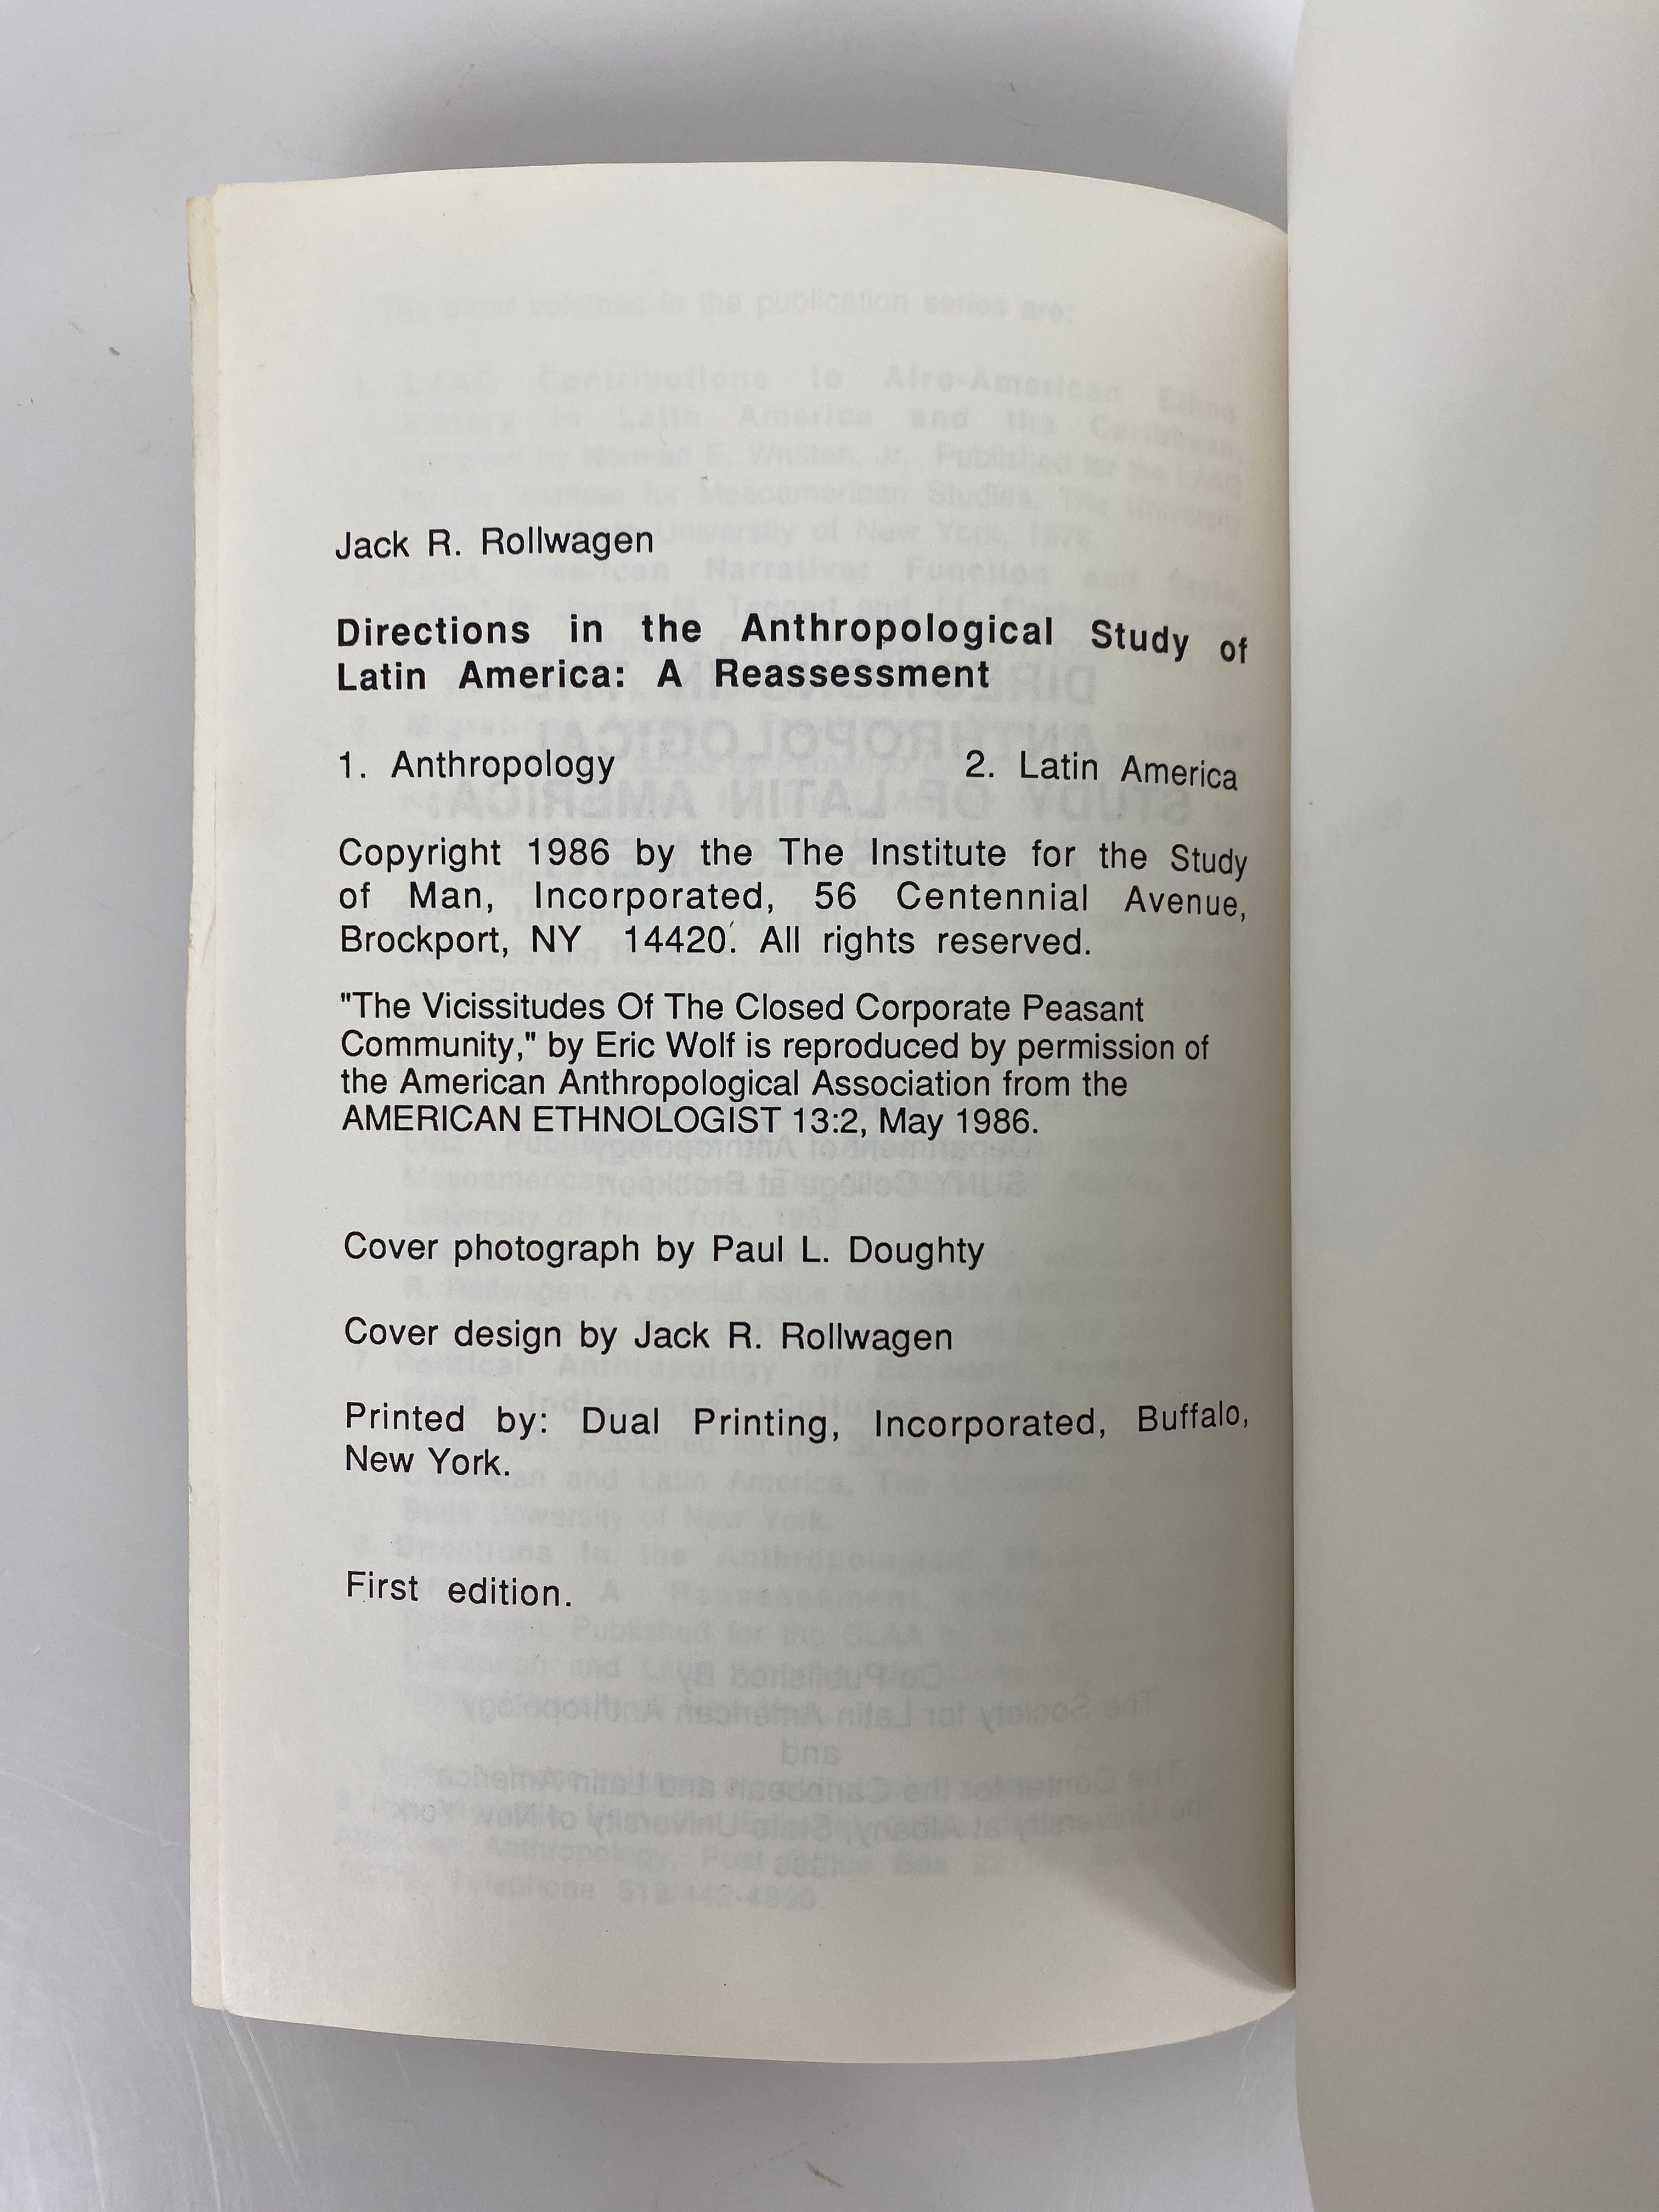 Jack R. Rollwagen
Directions in the Anthropological Study of
Latin America: A Reassessment
1. Anthropology 2. Latin America
Copyright 1986 by the The Institute for the Study
of Man, Incorporated, 56 Centennial Avenue,
Brockport, NY 14420. All rights reserved.
"The Vicissitudes Of The Closed Corporate Peasant
Community," by Eric Wolf is reproduced by permission of
the American Anthropological Association from the
AMERICAN ETHNOLOGIST 13:2, May 1986.
Cover photograph by Paul L. Doughty
Cover design by Jack R. Rollwagen
Printed by: Dual Printing, Incorporated, Buffalo,
New York.
First edition.